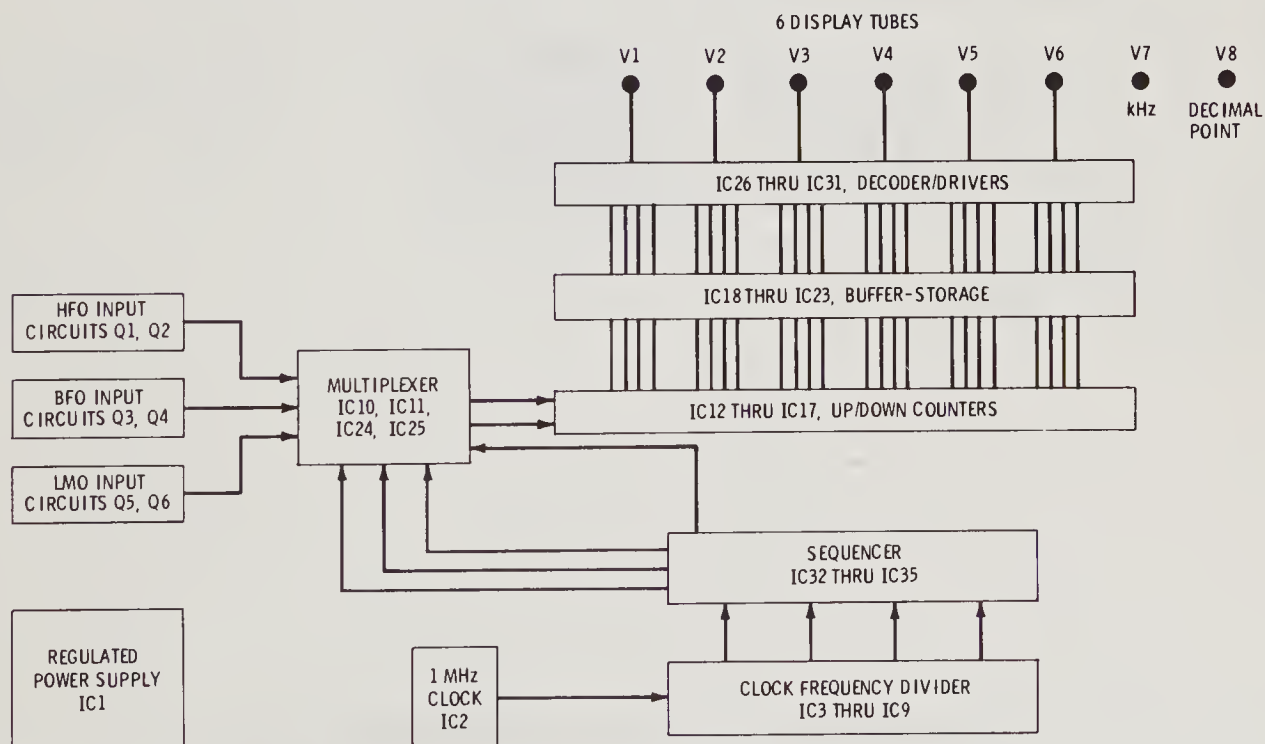 6 DISPLAY TUBES
V1 V2 V3 V4 V5 V6 V7 V8
kHz
DECIMAL
POINT
IC26 THRU IC31, DECODER/DRIVERS
IC18 THRU IC23, BUFFER-STORAGE
IC12 THRU IC17, UP/DOWN COUNTERS
HFO INPUT
CIRCUITS Q1, Q2
BFO INPUT
CIRCUITS Q3, Q4
LMO INPUT
CIRCUITS Q5, Q6
MULTIPLEXER
IC10, IC11,
IC24, IC25
SEQUENCER
IC32 THRU IC35
REGULATED
POWER SUPPLY
IC1
1 MHz
CLOCK
IC2
CLOCK FREQUENCY DIVIDER
IC3 THRU IC9